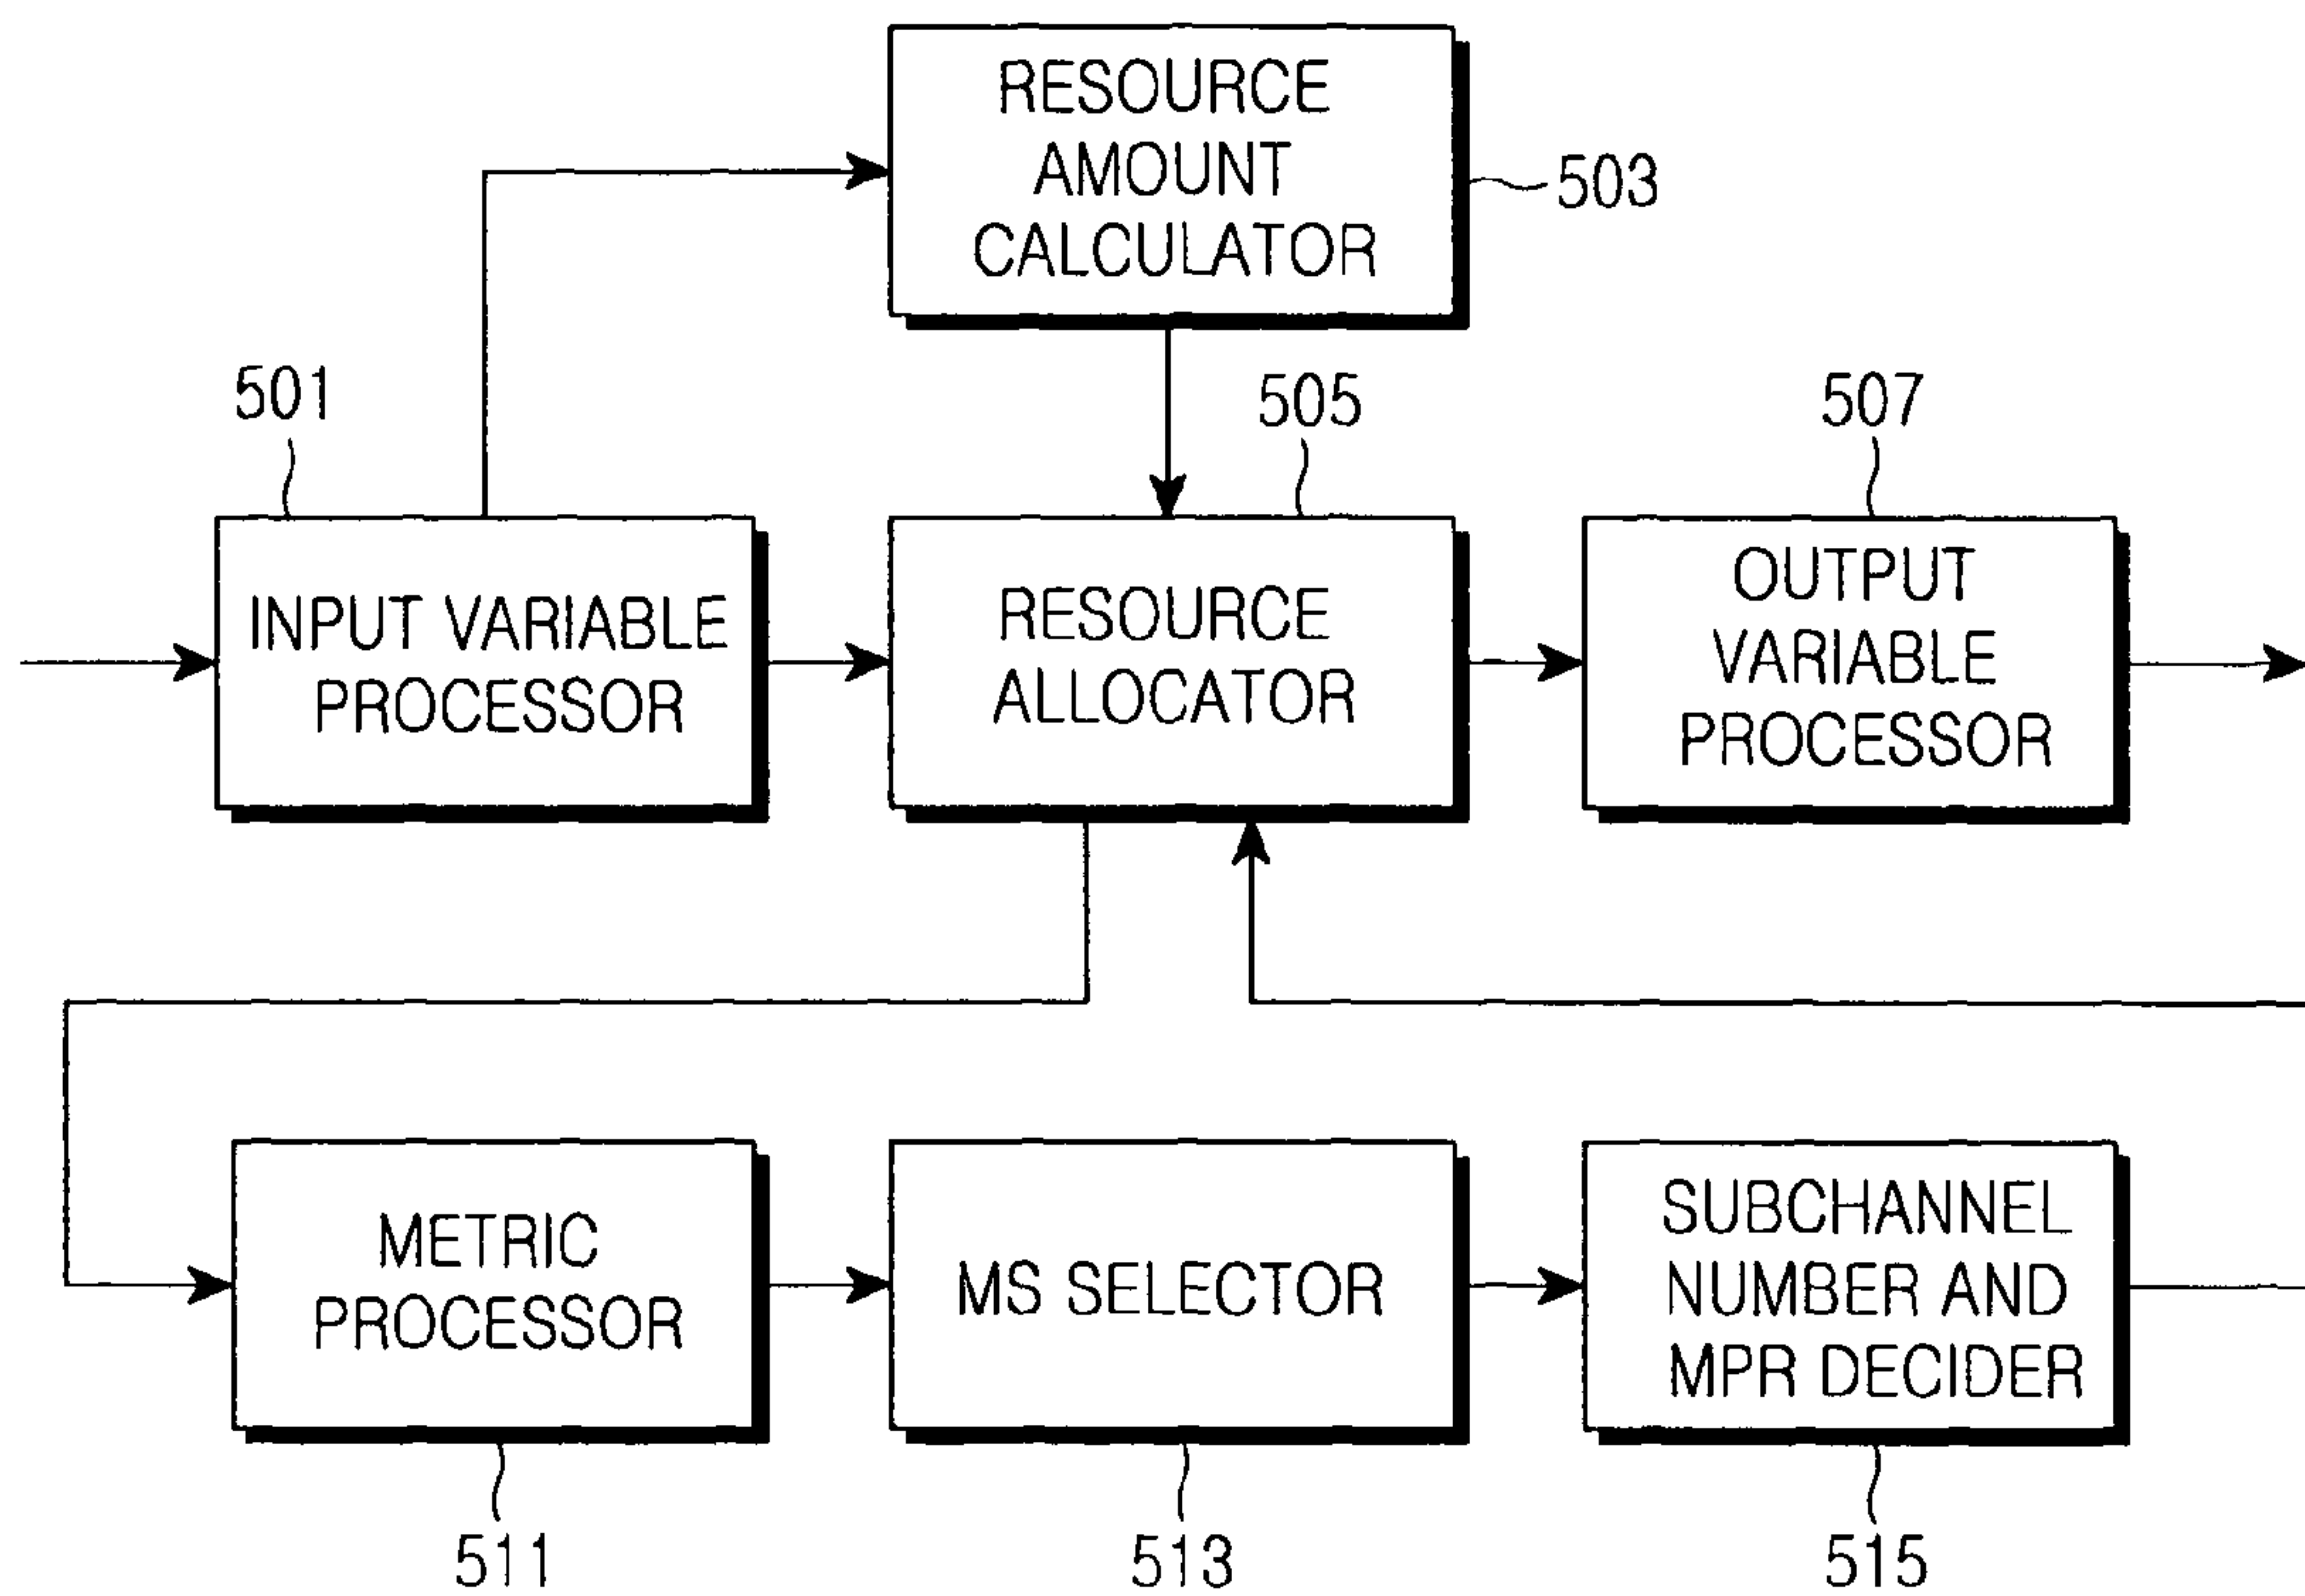 RESOURCE
AMOUNT
CALCULATOR
503
501
505
507
INPUT VARIABLE
PROCESSOR
RESOURCE
ALLOCATOR
OUTPUT
VARIABLE
PROCESSOR
METRIC
PROCESSOR
MS SELECTOR
SUBCHANNEL
NUMBER AND
MPR DECIDER
511
513
515